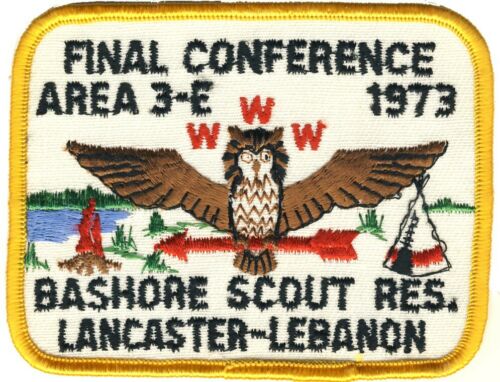 FINAL CONFERENCE
AREA 3-E 1973
W W W
BASHORE SCOUT RES.
LANCASTER-LEBANON